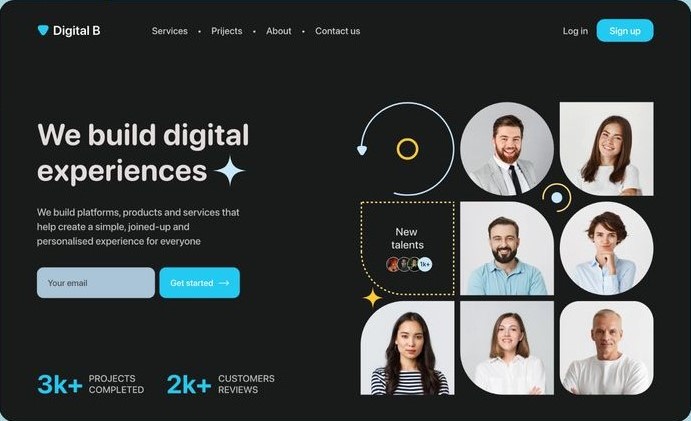 Digital B
Services • Prijects • About • Contact us
Log in
Sign up
We build digital
experiences
We build platforms, products and services that
help create a simple, joined-up and
personalised experience for everyone
Your email
Get started →
New
talents
1k+
3k+ PROJECTS
COMPLETED
2k+ CUSTOMERS
REVIEWS